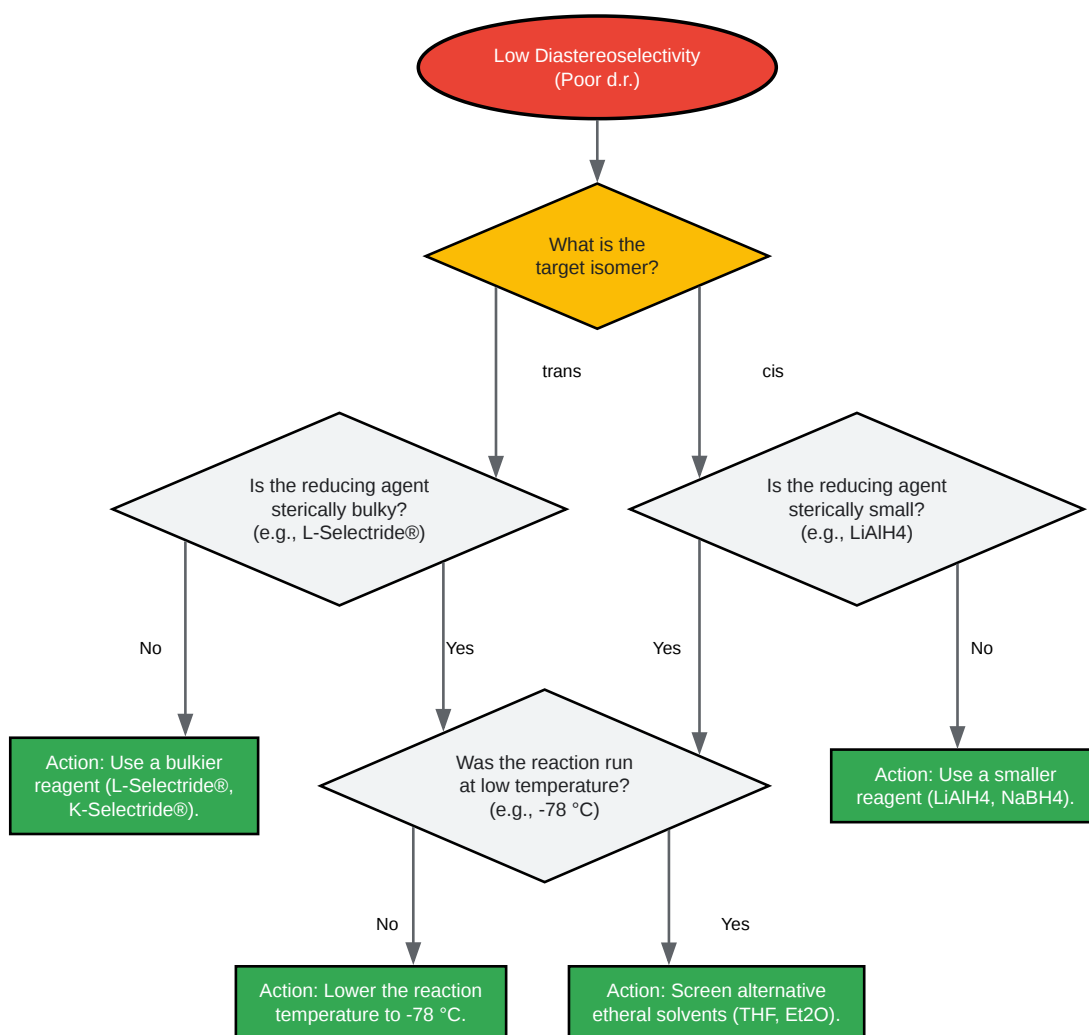 Low Diastereoselectivity
(Poor d.r.)
What is the
target isomer?
trans
cis
Is the reducing agent
sterically bulky?
(e.g., L-Selectride®)
Is the reducing agent
sterically small?
(e.g., LiAlH4)
No
Yes
Yes
No
Action: Use a bulkier
reagent (L-Selectride®,
K-Selectride®).
Was the reaction run
at low temperature?
(e.g., -78 °C)
Action: Use a smaller
reagent (LiAlH4, NaBH4).
No
Yes
Action: Lower the reaction
temperature to -78 °C.
Action: Screen alternative
etheral solvents (THF, Et2O).